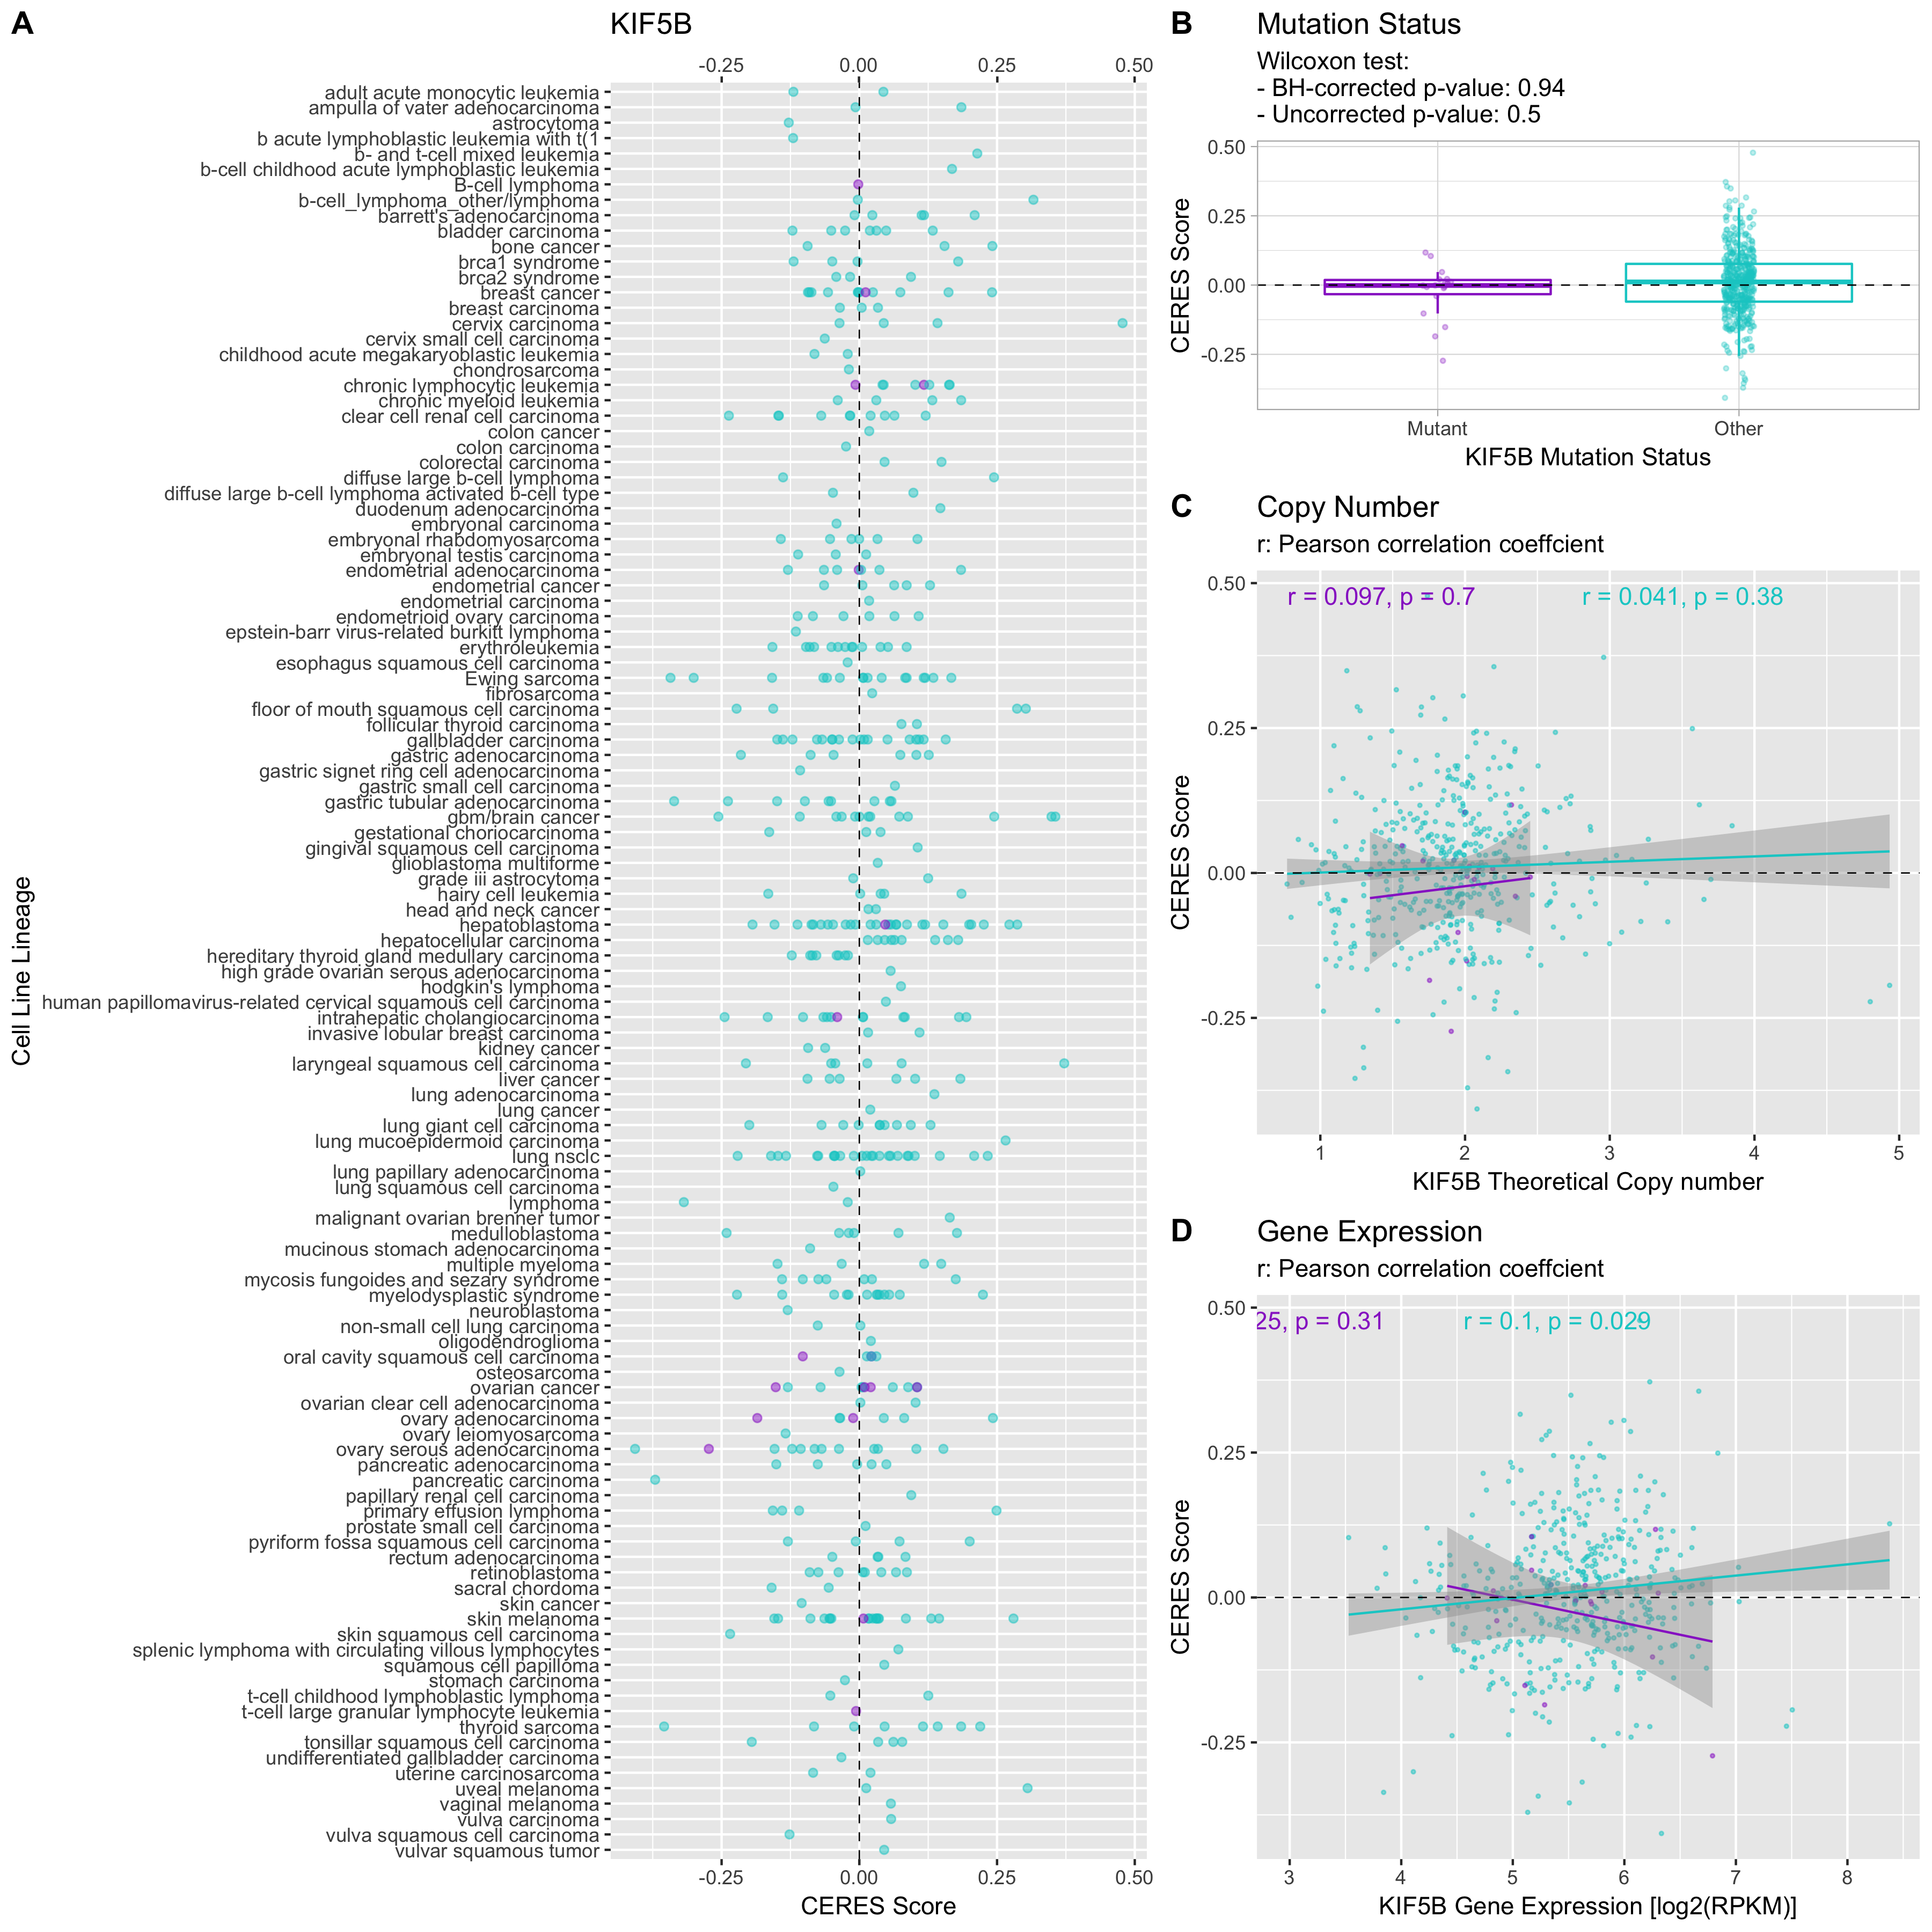 A
KIF5B
-0.25 0.00 0.25 0.50
Cell Line Lineage
adult acute monocytic leukemia
ampulla of vater adenocarcinoma
astrocytoma
b acute lymphoblastic leukemia with t(1
b- and t-cell mixed leukemia
b-cell childhood acute lymphoblastic leukemia
B-cell lymphoma
b-cell_lymphoma_other/lymphoma
barrett's adenocarcinoma
bladder carcinoma
bone cancer
brca1 syndrome
brca2 syndrome
breast cancer
breast carcinoma
cervix carcinoma
cervix small cell carcinoma
childhood acute megakaryoblastic leukemia
chondrosarcoma
chronic lymphocytic leukemia
chronic myeloid leukemia
clear cell renal cell carcinoma
colon cancer
colon carcinoma
colorectal carcinoma
diffuse large b-cell lymphoma
diffuse large b-cell lymphoma activated b-cell type
duodenum adenocarcinoma
embryonal carcinoma
embryonal rhabdomyosarcoma
embryonal testis carcinoma
endometrial adenocarcinoma
endometrial cancer
endometrial carcinoma
endometrioid ovary carcinoma
epstein-barr virus-related burkitt lymphoma
erythroleukemia
esophagus squamous cell carcinoma
Ewing sarcoma
fibrosarcoma
floor of mouth squamous cell carcinoma
follicular thyroid carcinoma
gallbladder carcinoma
gastric adenocarcinoma
gastric signet ring cell adenocarcinoma
gastric small cell carcinoma
gastric tubular adenocarcinoma
gbm/brain cancer
gestational choriocarcinoma
gingival squamous cell carcinoma
glioblastoma multiforme
grade iii astrocytoma
hairy cell leukemia
head and neck cancer
hepatoblastoma
hepatocellular carcinoma
hereditary thyroid gland medullary carcinoma
high grade ovarian serous adenocarcinoma
hodgkin's lymphoma
human papillomavirus-related cervical squamous cell carcinoma
intrahepatic cholangiocarcinoma
invasive lobular breast carcinoma
kidney cancer
laryngeal squamous cell carcinoma
liver cancer
lung adenocarcinoma
lung cancer
lung giant cell carcinoma
lung mucoepidermoid carcinoma
lung nsclc
lung papillary adenocarcinoma
lung squamous cell carcinoma
lymphoma
malignant ovarian brenner tumor
medulloblastoma
mucinous stomach adenocarcinoma
multiple myeloma
mycosis fungoides and sezary syndrome
myelodysplastic syndrome
neuroblastoma
non-small cell lung carcinoma
oligodendroglioma
oral cavity squamous cell carcinoma
osteosarcoma
ovarian cancer
ovarian clear cell adenocarcinoma
ovary adenocarcinoma
ovary leiomyosarcoma
ovary serous adenocarcinoma
pancreatic adenocarcinoma
pancreatic carcinoma
papillary renal cell carcinoma
primary effusion lymphoma
prostate small cell carcinoma
pyriform fossa squamous cell carcinoma
rectum adenocarcinoma
retinoblastoma
sacral chordoma
skin cancer
skin melanoma
skin squamous cell carcinoma
splenic lymphoma with circulating villous lymphocytes
squamous cell papilloma
stomach carcinoma
t-cell childhood lymphoblastic lymphoma
t-cell large granular lymphocyte leukemia
thyroid sarcoma
tonsillar squamous cell carcinoma
undifferentiated gallbladder carcinoma
uterine carcinosarcoma
uveal melanoma
vaginal melanoma
vulva carcinoma
vulva squamous cell carcinoma
vulvar squamous tumor
-0.25 0.00 0.25 0.50
CERES Score
B
Mutation Status
Wilcoxon test:
- BH-corrected p-value: 0.94
- Uncorrected p-value: 0.5
CERES Score
0.50
0.25
0.00
-0.25
Mutant Other
KIF5B Mutation Status
C
Copy Number
r: Pearson correlation coeffcient
r = 0.097, p = 0.7 r = 0.041, p = 0.38
CERES Score
0.50
0.25
0.00
-0.25
1 2 3 4 5
KIF5B Theoretical Copy number
D
Gene Expression
r: Pearson correlation coeffcient
25, p = 0.31 r = 0.1, p = 0.029
CERES Score
0.50
0.25
0.00
-0.25
3 4 5 6 7 8
KIF5B Gene Expression [log2(RPKM)]